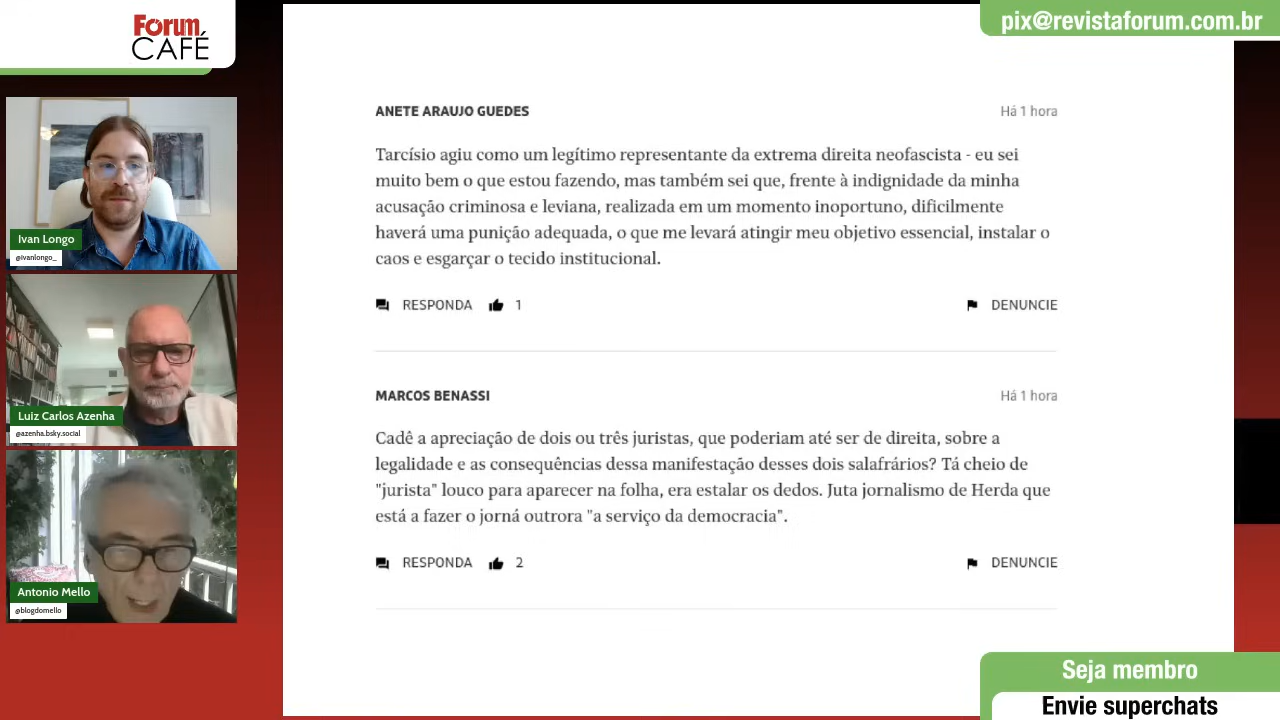 Fórum
CAFÉ
pix@revistaforum.com.br
Ivan Longo
@ivanlongo_
Luiz Carlos Azenha
@azenha.bsky.social
Antonio Mello
@blogdomello
ANETE ARAUJO GUEDES
Há 1 hora
Tarcísio agiu como um legítimo representante da extrema direita neofascista - eu sei
muito bem o que estou fazendo, mas também sei que, frente à indignidade da minha
acusação criminosa e leviana, realizada em um momento inoportuno, dificilmente
haverá uma punição adequada, o que me levará atingir meu objetivo essencial, instalar o
caos e esgarçar o tecido institucional.
RESPONDA 1
DENUNCIE
MARCOS BENASSI
Há 1 hora
Cadê a apreciação de dois ou três juristas, que poderiam até ser de direita, sobre a
legalidade e as consequências dessa manifestação desses dois salafrários? Tá cheio de
"jurista" louco para aparecer na folha, era estalar os dedos. Juta jornalismo de Herda que
está a fazer o jorná outrora "a serviço da democracia".
RESPONDA 2
DENUNCIE
Seja membro
Envie superchats